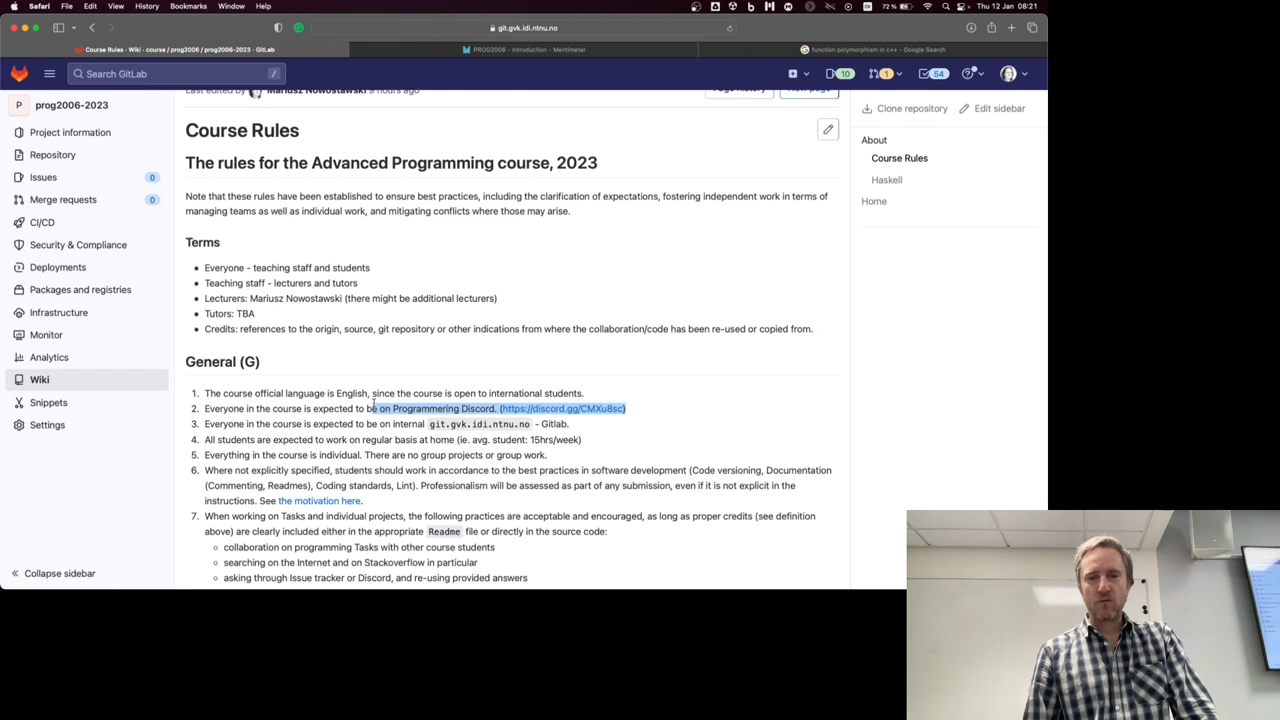 Safari File Edit View History Bookmarks Window Help
72 % Thu 12 Jan 08:21
git.gvk.idi.ntnu.no
Course Rules - Wiki - course / prog2006 / prog2006-2023 - GitLab
PROG2006 - Introduction - Mentimeter
function polymorphism in c++ - Google Search
Search GitLab /
10 1 54
P prog2006-2023
Project information
Repository
Issues 0
Merge requests 0
CI/CD
Security & Compliance
Deployments
Packages and registries
Infrastructure
Monitor
Analytics
Wiki
Snippets
Settings
Collapse sidebar
Last edited by Mariusz Nowostawski 9 hours ago
Page history New page
Course Rules
The rules for the Advanced Programming course, 2023
Note that these rules have been established to ensure best practices, including the clarification of expectations, fostering independent work in terms of
managing teams as well as individual work, and mitigating conflicts where those may arise.
Terms
Everyone - teaching staff and students
Teaching staff - lecturers and tutors
Lecturers: Mariusz Nowostawski (there might be additional lecturers)
Tutors: TBA
Credits: references to the origin, source, git repository or other indications from where the collaboration/code has been re-used or copied from.
General (G)
1. The course official language is English, since the course is open to international students.
2. Everyone in the course is expected to be on Programmering Discord. (https://discord.gg/CMXu8sc)
3. Everyone in the course is expected to be on internal git.gvk.idi.ntnu.no - Gitlab.
4. All students are expected to work on regular basis at home (ie. avg. student: 15hrs/week)
5. Everything in the course is individual. There are no group projects or group work.
6. Where not explicitly specified, students should work in accordance to the best practices in software development (Code versioning, Documentation
(Commenting, Readmes), Coding standards, Lint). Professionalism will be assessed as part of any submission, even if it is not explicit in the
instructions. See the motivation here.
7. When working on Tasks and individual projects, the following practices are acceptable and encouraged, as long as proper credits (see definition
above) are clearly included either in the appropriate Readme file or directly in the source code:
collaboration on programming Tasks with other course students
searching on the Internet and on Stackoverflow in particular
asking through Issue tracker or Discord, and re-using provided answers
Clone repository Edit sidebar
About
Course Rules
Haskell
Home